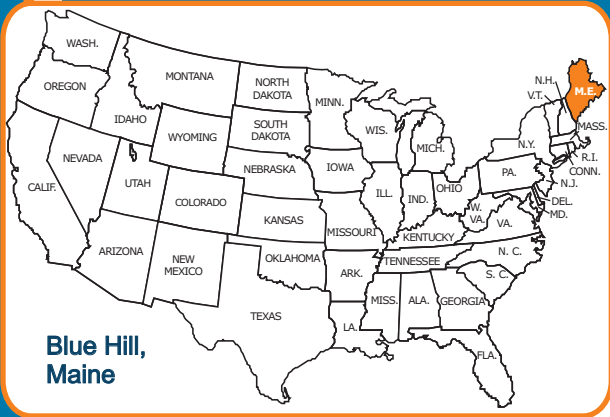 WASH.
OREGON
IDAHO
MONTANA
NORTH
DAKOTA
SOUTH
DAKOTA
MINN.
WIS.
MICH.
WYOMING
NEVADA
UTAH
CALIF.
COLORADO
NEBRASKA
IOWA
KANSAS
MISSOURI
ILL.
IND.
OHIO
PA.
N.Y.
N.H.
V.T.
M.E.
MASS.
R.I.
CONN.
N.J.
DEL.
MD.
W.
VA.
VA.
KENTUCKY
TENNESSEE
N. C.
S. C.
ARIZONA
NEW
MEXICO
OKLAHOMA
ARK.
TEXAS
LA.
MISS.
ALA.
GEORGIA
FLA.
Blue Hill,
Maine